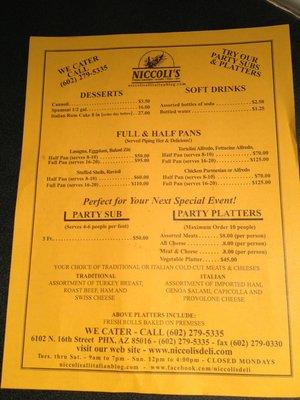 WE CATER
CALL
(602) 279-5335
NICCOLI'S
niccolisallitalianblog.com
TRY OUR
PARTY SUBS
& PLATTERS
DESSERTS
Cannoli $3.50
Spumoni 1/2 gal. 16.00
Italian Rum Cake 8 in (order day before) 27.00
SOFT DRINKS
Assorted bottles of soda $2.50
Bottled water $1.25
FULL & HALF PANS
(Served Piping Hot & Delicious!)
Lasagna, Eggplant, Baked Ziti
Half Pan (serves 8-10) $50.00
Full Pan (serves 16-20) $95.00
Stuffed Shells, Ravioli
Half Pan (serves 8-10) $60.00
Full Pan (serves 16-20) $110.00
Tortellini Alfredo, Fettucine Alfredo,
Half Pan (serves 8-10) $70.00
Full Pan (serves 16-20) $125.00
Chicken Parmesan or Alfredo
Half Pan (serves 8-10) $70.00
Full Pan (serves 16-20) $125.00
Perfect for Your Next Special Event!
PARTY SUB
(Serves 4-6 people per foot)
3 Ft. $50.00
PARTY PLATTERS
(Maximum Order 10 people)
Assorted Meats $8.00 (per person)
All Cheese 8.00 (per person)
Meat & Cheese 8.00 (per person)
Vegetable Platter $45.00
YOUR CHOICE OF TRADITIONAL OR ITALIAN COLD CUT MEATS & CHEESES
TRADITIONAL
ASSORTMENT OF TURKEY BREAST,
ROAST BEEF, HAM AND
SWISS CHEESE
ITALIAN
ASSORTMENT OF IMPORTED HAM,
GENOA SALAMI, CAPICOLLA AND
PROVOLONE CHEESE
ABOVE PLATTERS INCLUDE:
FRESH ROLLS BAKED ON PREMISES
WE CATER - CALL (602) 279-5335
6102 N. 16th Street PHX, AZ 85016 - (602) 279-5335 - fax (602) 279-0330
visit our web site - www.niccolisdeli.com
Tues. thru Sat. - 9am to 7pm - Sun. 12pm to 4:00pm - CLOSED MONDAYS
niccolisallitalianblog.com - www.facebook.com/niccolisdeli